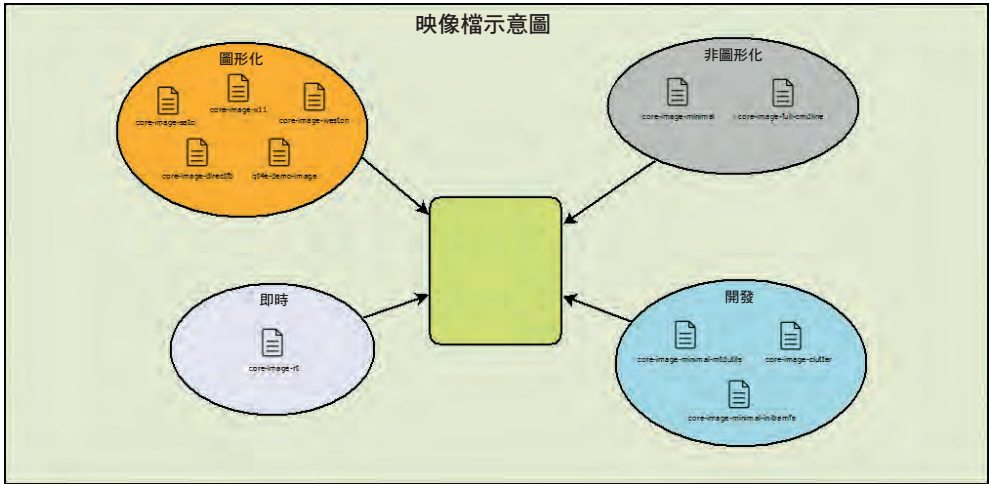 映像檔示意圖
圖形化
core-image-sato
core-image-x11
core-image-weston
core-image-directfb
qt4e-demo-image
非圖形化
core-image-minimal
core-image-full-cmdline
即時
core-image-rt
開發
core-image-minimal-mtdutils
core-image-clutter
core-image-minimal-initramfs